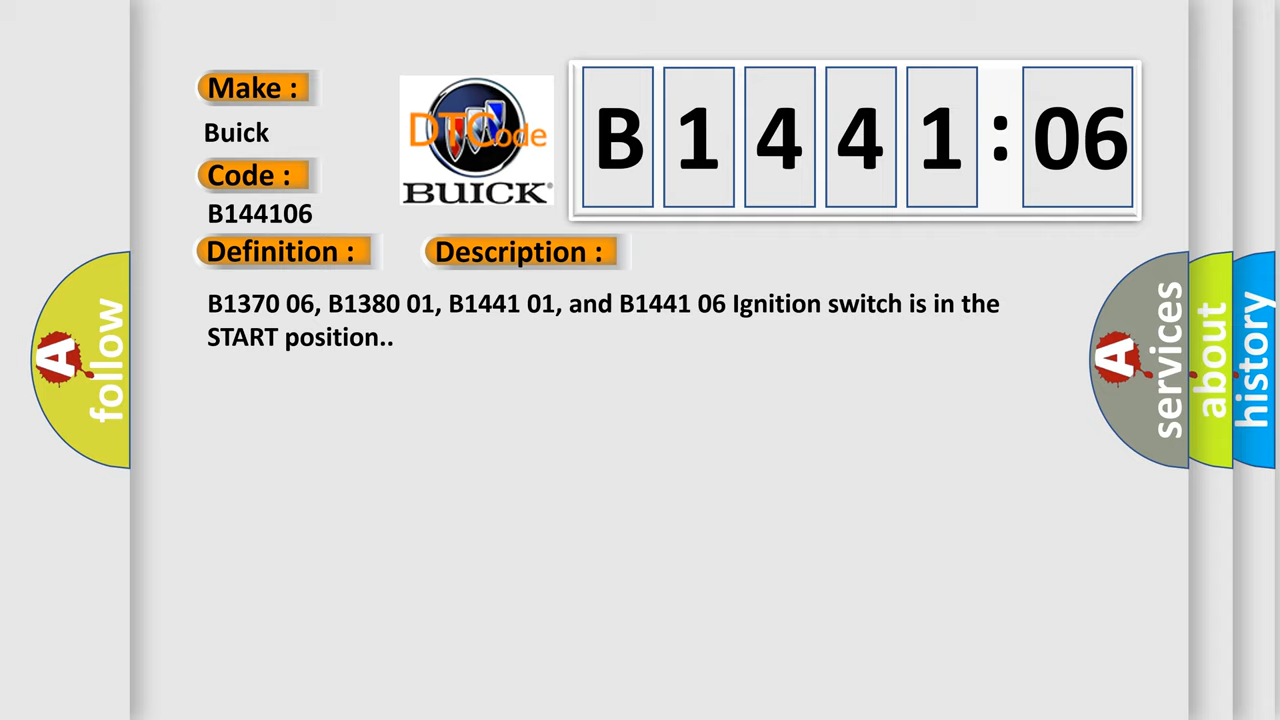 Make :
Buick
Code :
B144106
Definition :
Description :
B1370 06, B1380 01, B1441 01, and B1441 06 Ignition switch is in the
START position..
DTCode
BUICK®
B1441:06
A follow
A services
about
history